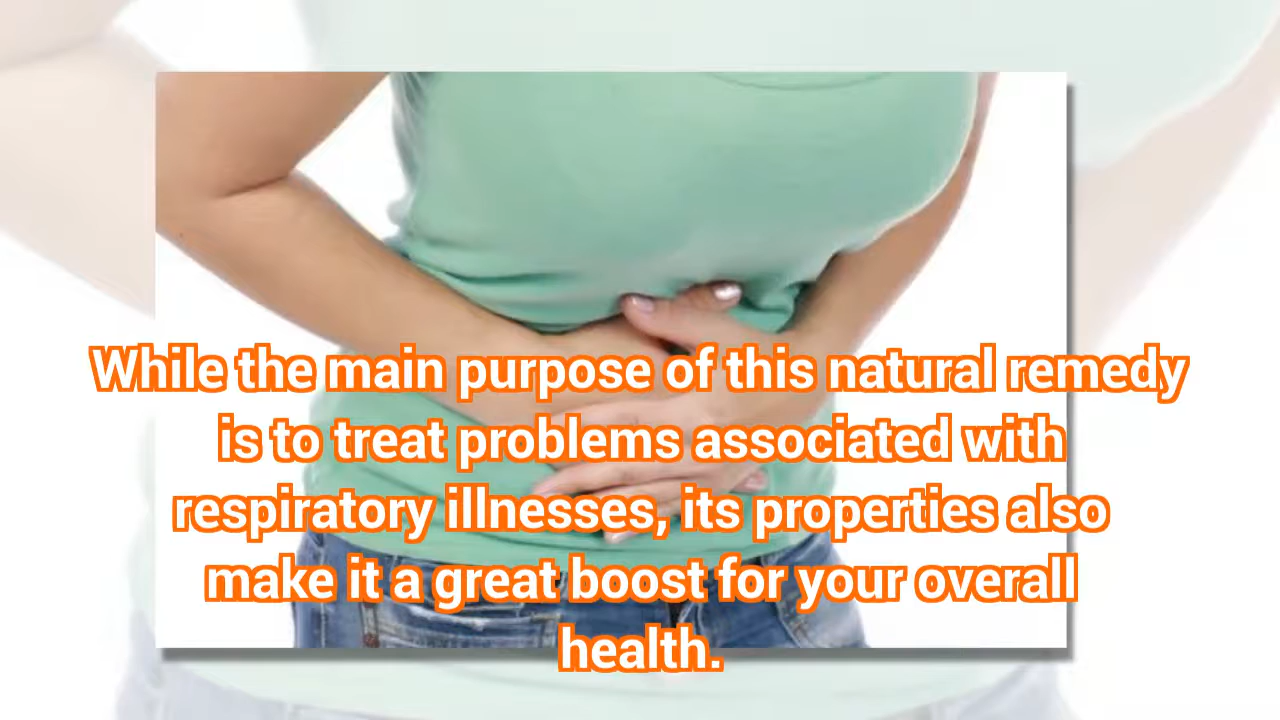 While the main purpose of this natural remedy
is to treat problems associated with
respiratory illnesses, its properties also
make it a great boost for your overall
health.